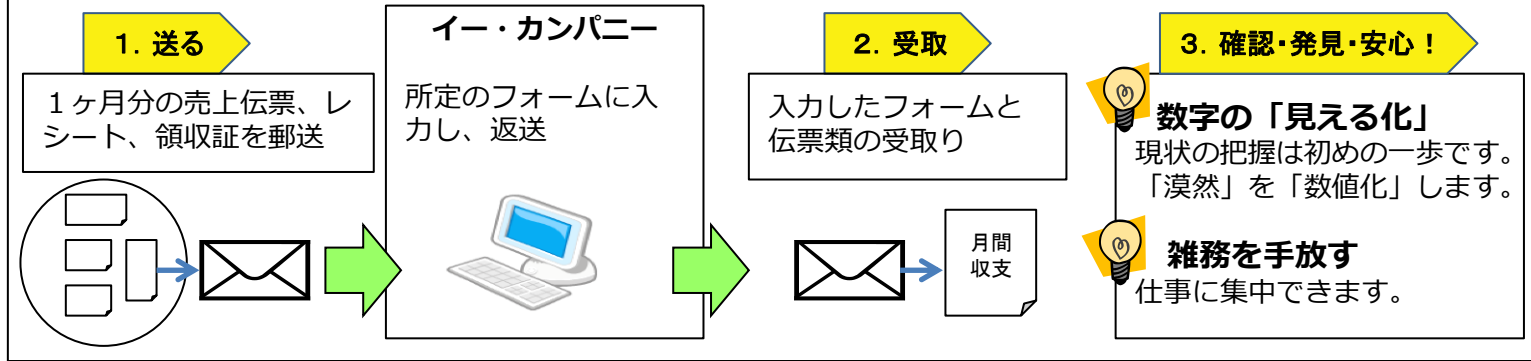 1. 送る
1ヶ月分の売上伝票、レ
シート、領収証を郵送
イー・カンパニー
所定のフォームに入
力し、返送
2. 受取
入力したフォームと
伝票類の受取り
月間
収支
3. 確認・発見・安心!
数字の「見える化」
現状の把握は初めの一歩です。
「漠然」を「数値化」します。
雑務を手放す
仕事に集中できます。